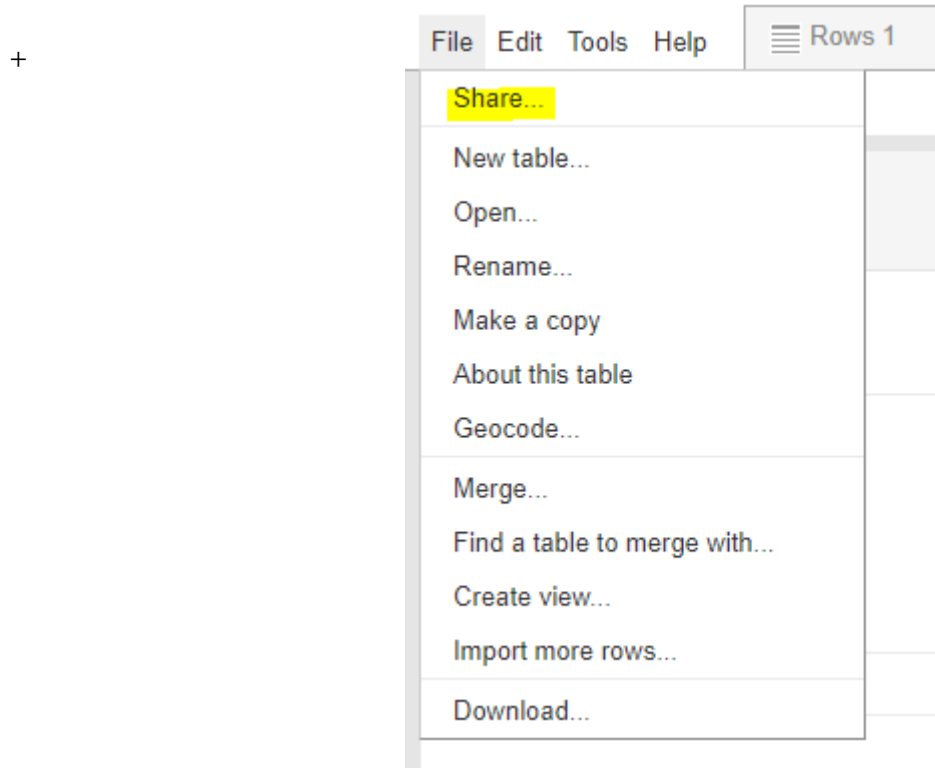 +
File Edit Tools Help Rows 1
Share...
New table...
Open...
Rename...
Make a copy
About this table
Geocode...
Merge...
Find a table to merge with...
Create view...
Import more rows...
Download...